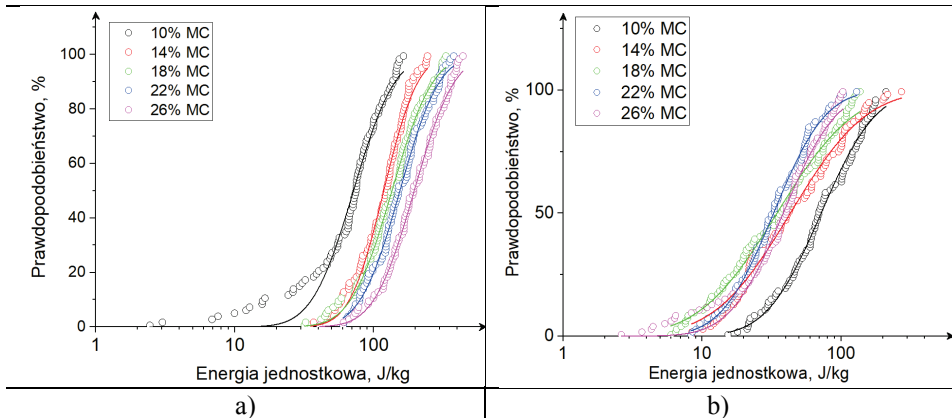 10% MC
14% MC
18% MC
22% MC
26% MC
100
80
60
40
20
0
Prawdopodobieństwo, %
1
10
100
Energia jednostkowa, J/kg
a)
10% MC
14% MC
18% MC
22% MC
26% MC
100
50
0
Prawdopodobieństwo, %
1
10
100
Energia jednostkowa, J/kg
b)